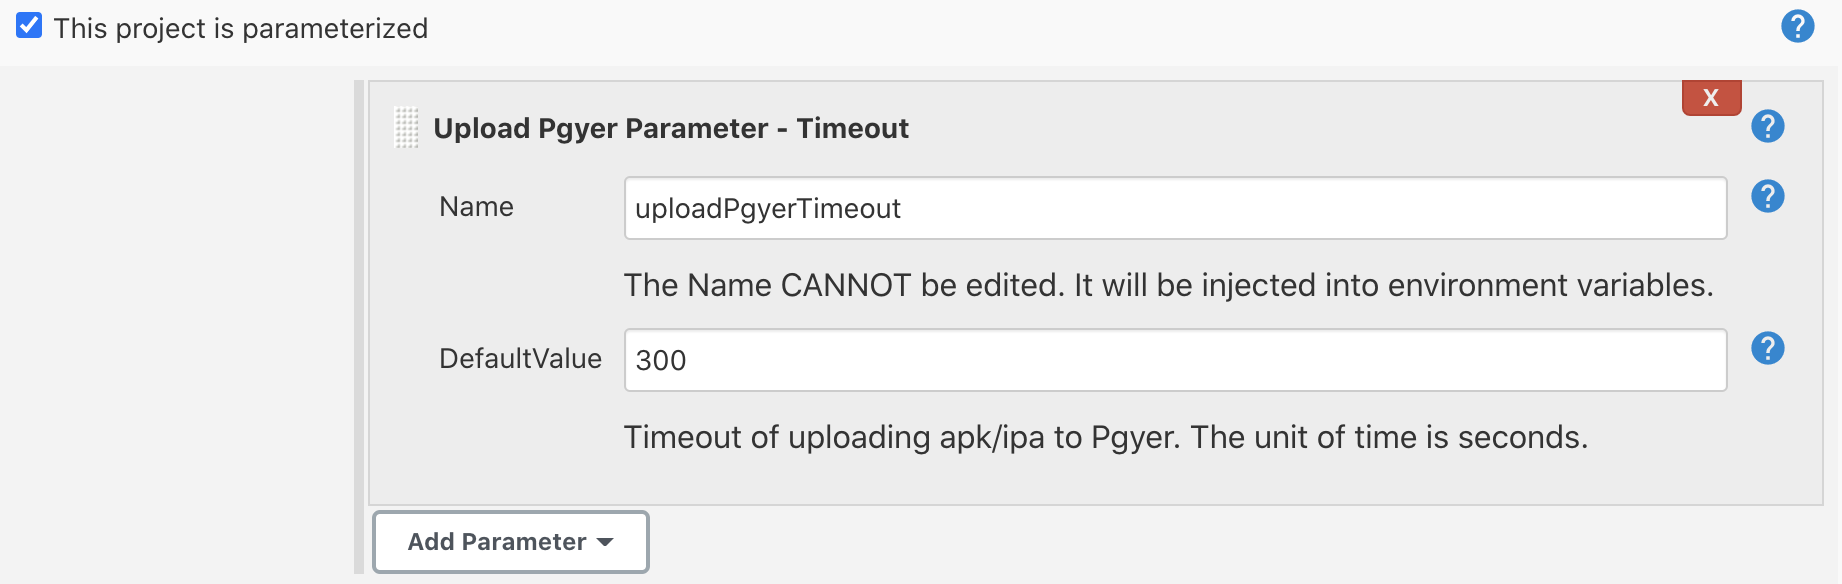 This project is parameterized
?
X
Upload Pgyer Parameter - Timeout
?
Name
uploadPgyerTimeout
?
The Name CANNOT be edited. It will be injected into environment variables.
DefaultValue
300
?
Timeout of uploading apk/ipa to Pgyer. The unit of time is seconds.
Add Parameter